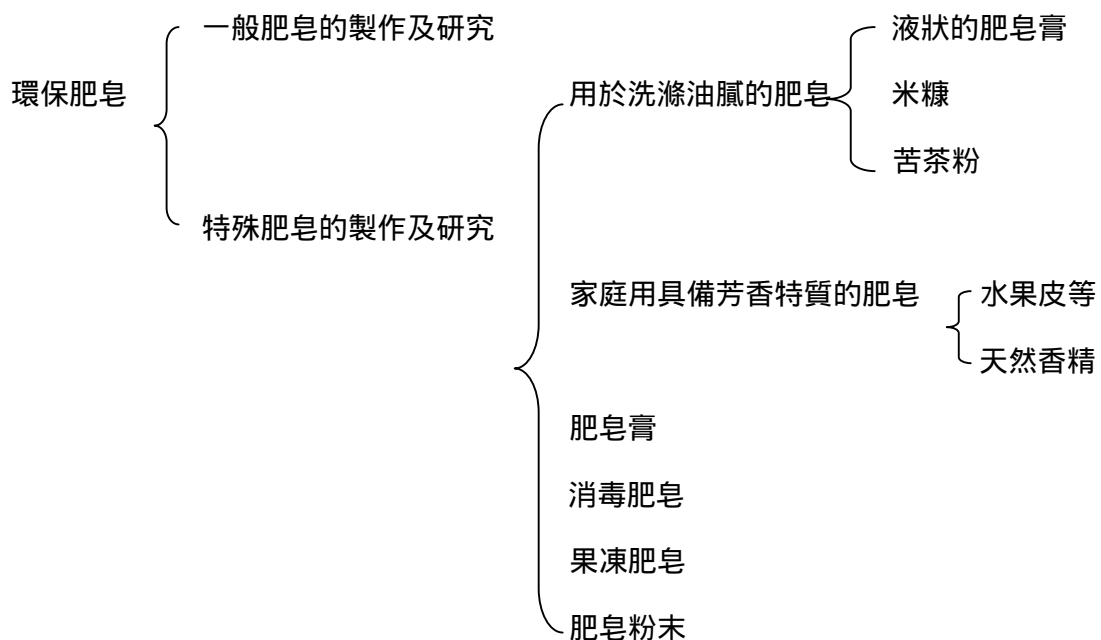 一般肥皂的製作及研究
液狀的肥皂膏
環保肥皂
用於洗滌油膩的肥皂
米糠
苦茶粉
特殊肥皂的製作及研究
家庭用具備芳香特質的肥皂
水果皮等
天然香精
肥皂膏
消毒肥皂
果凍肥皂
肥皂粉末